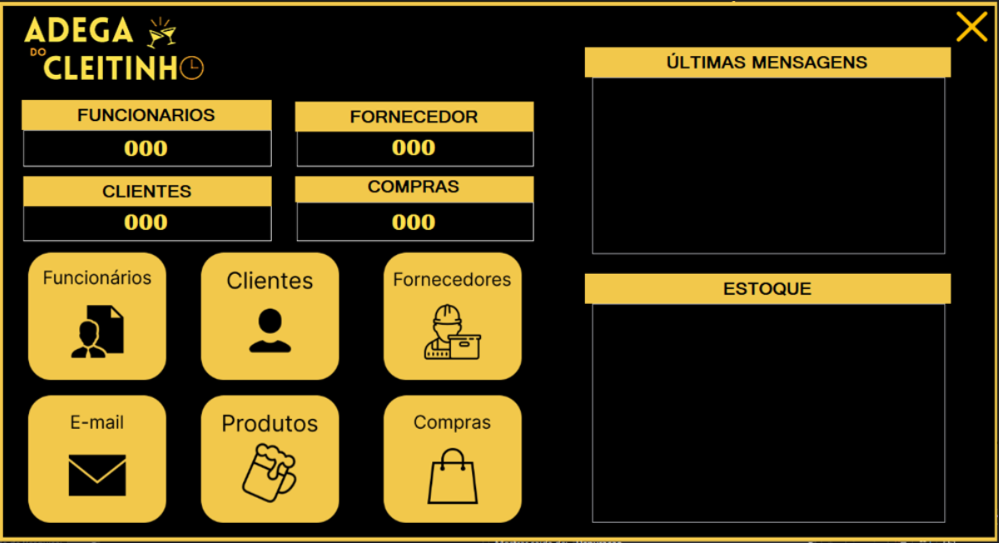 ADEGA
DO
CLEITINHO
FUNCIONARIOS
000
FORNECEDOR
000
CLIENTES
000
COMPRAS
000
Funcionários
Clientes
Fornecedores
E-mail
Produtos
Compras
ÚLTIMAS MENSAGENS
ESTOQUE